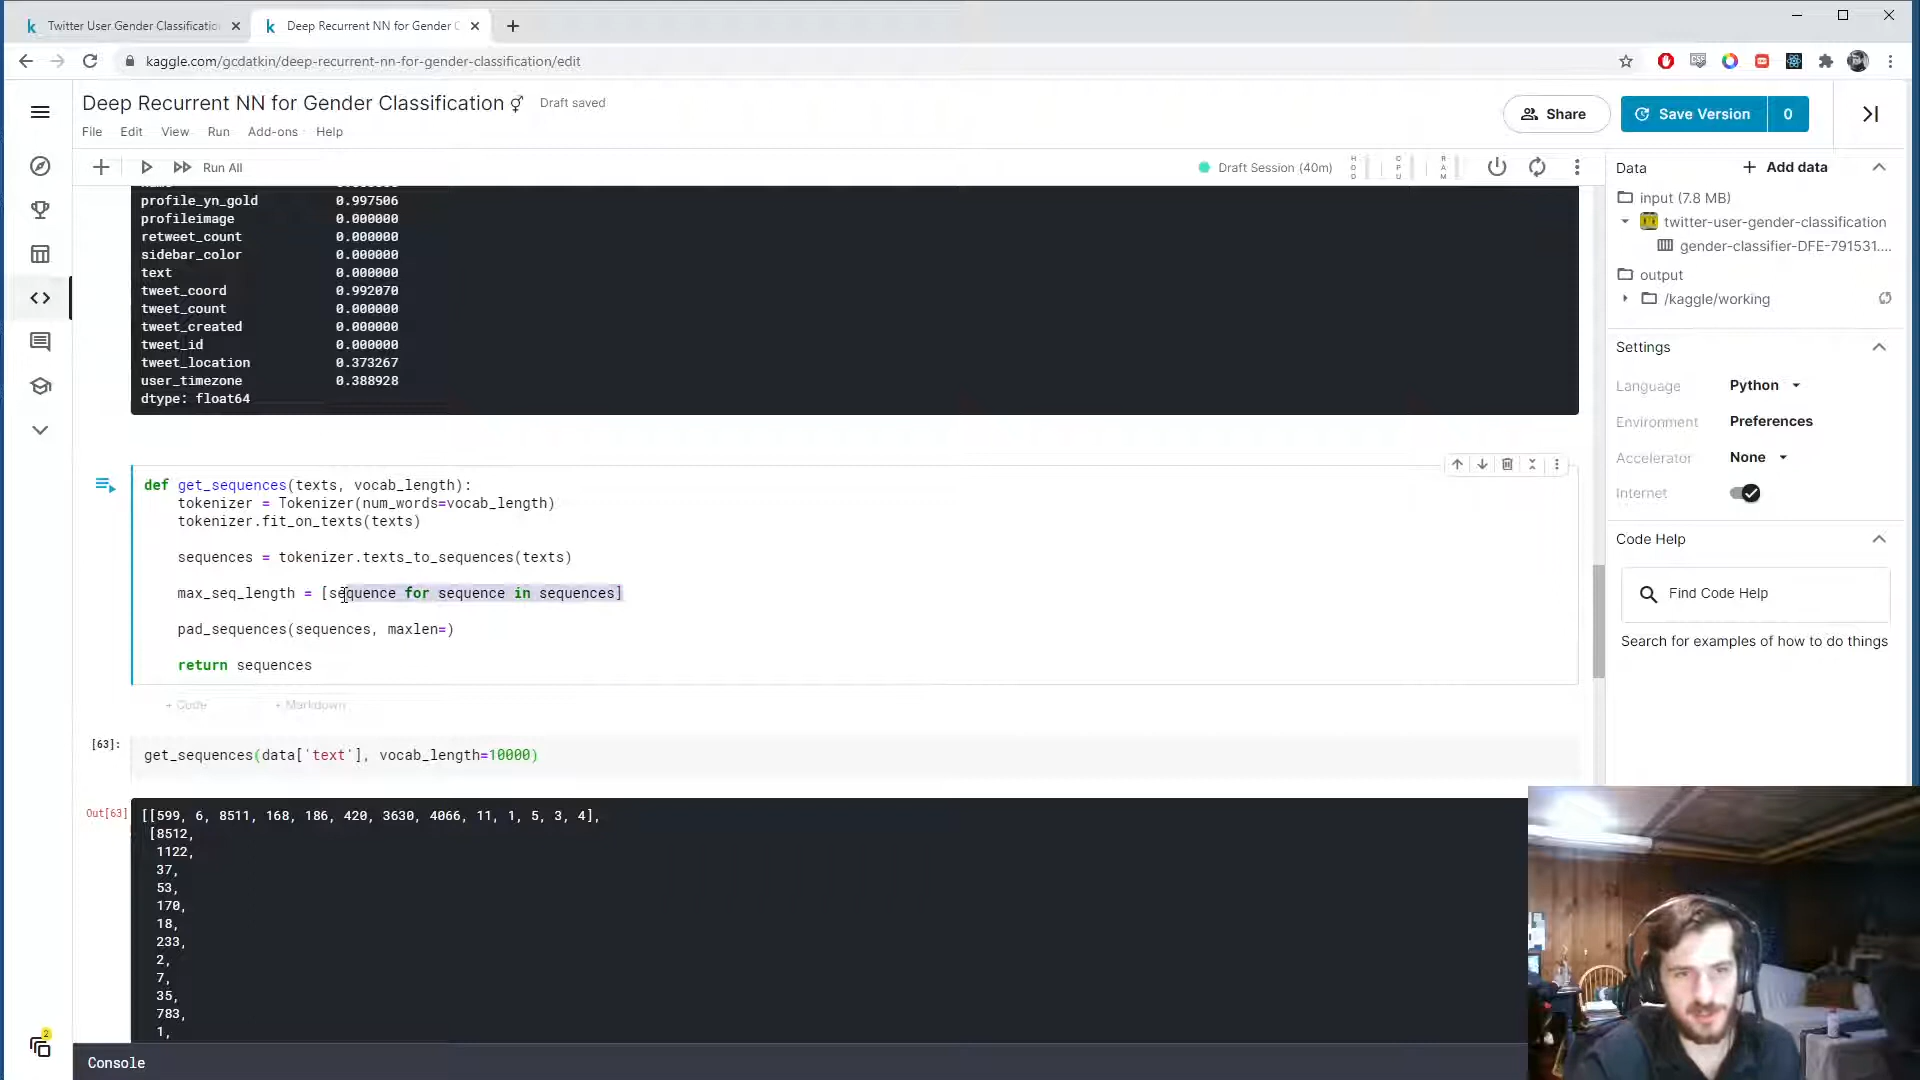 Twitter User Gender Classificatio
Deep Recurrent NN for Gender C
kaggle.com/gcdatkin/deep-recurrent-nn-for-gender-classification/edit
Deep Recurrent NN for Gender Classification
Draft saved
File Edit View Run Add-ons Help
Share
Save Version 0
Run All
Draft Session (40m)
HDD
CPU
RAM
profile_yn_gold 0.997506
profileimage 0.000000
retweet_count 0.000000
sidebar_color 0.000000
text 0.000000
tweet_coord 0.992070
tweet_count 0.000000
tweet_created 0.000000
tweet_id 0.000000
tweet_location 0.373267
user_timezone 0.388928
dtype: float64
def get_sequences(texts, vocab_length):
tokenizer = Tokenizer(num_words=vocab_length)
tokenizer.fit_on_texts(texts)
sequences = tokenizer.texts_to_sequences(texts)
max_seq_length = [sequence for sequence in sequences]
pad_sequences(sequences, maxlen=)
return sequences
+ Code + Markdown
[63]:
get_sequences(data['text'], vocab_length=10000)
Out[63]
[[599, 6, 8511, 168, 186, 420, 3630, 4066, 11, 1, 5, 3, 4],
[8512,
1122,
37,
53,
170,
18,
233,
2,
7,
35,
783,
1,
Console
2
Data
Add data
input (7.8 MB)
twitter-user-gender-classification
gender-classifier-DFE-791531....
output
/kaggle/working
Settings
Language Python
Environment Preferences
Accelerator None
Internet
Code Help
Find Code Help
Search for examples of how to do things